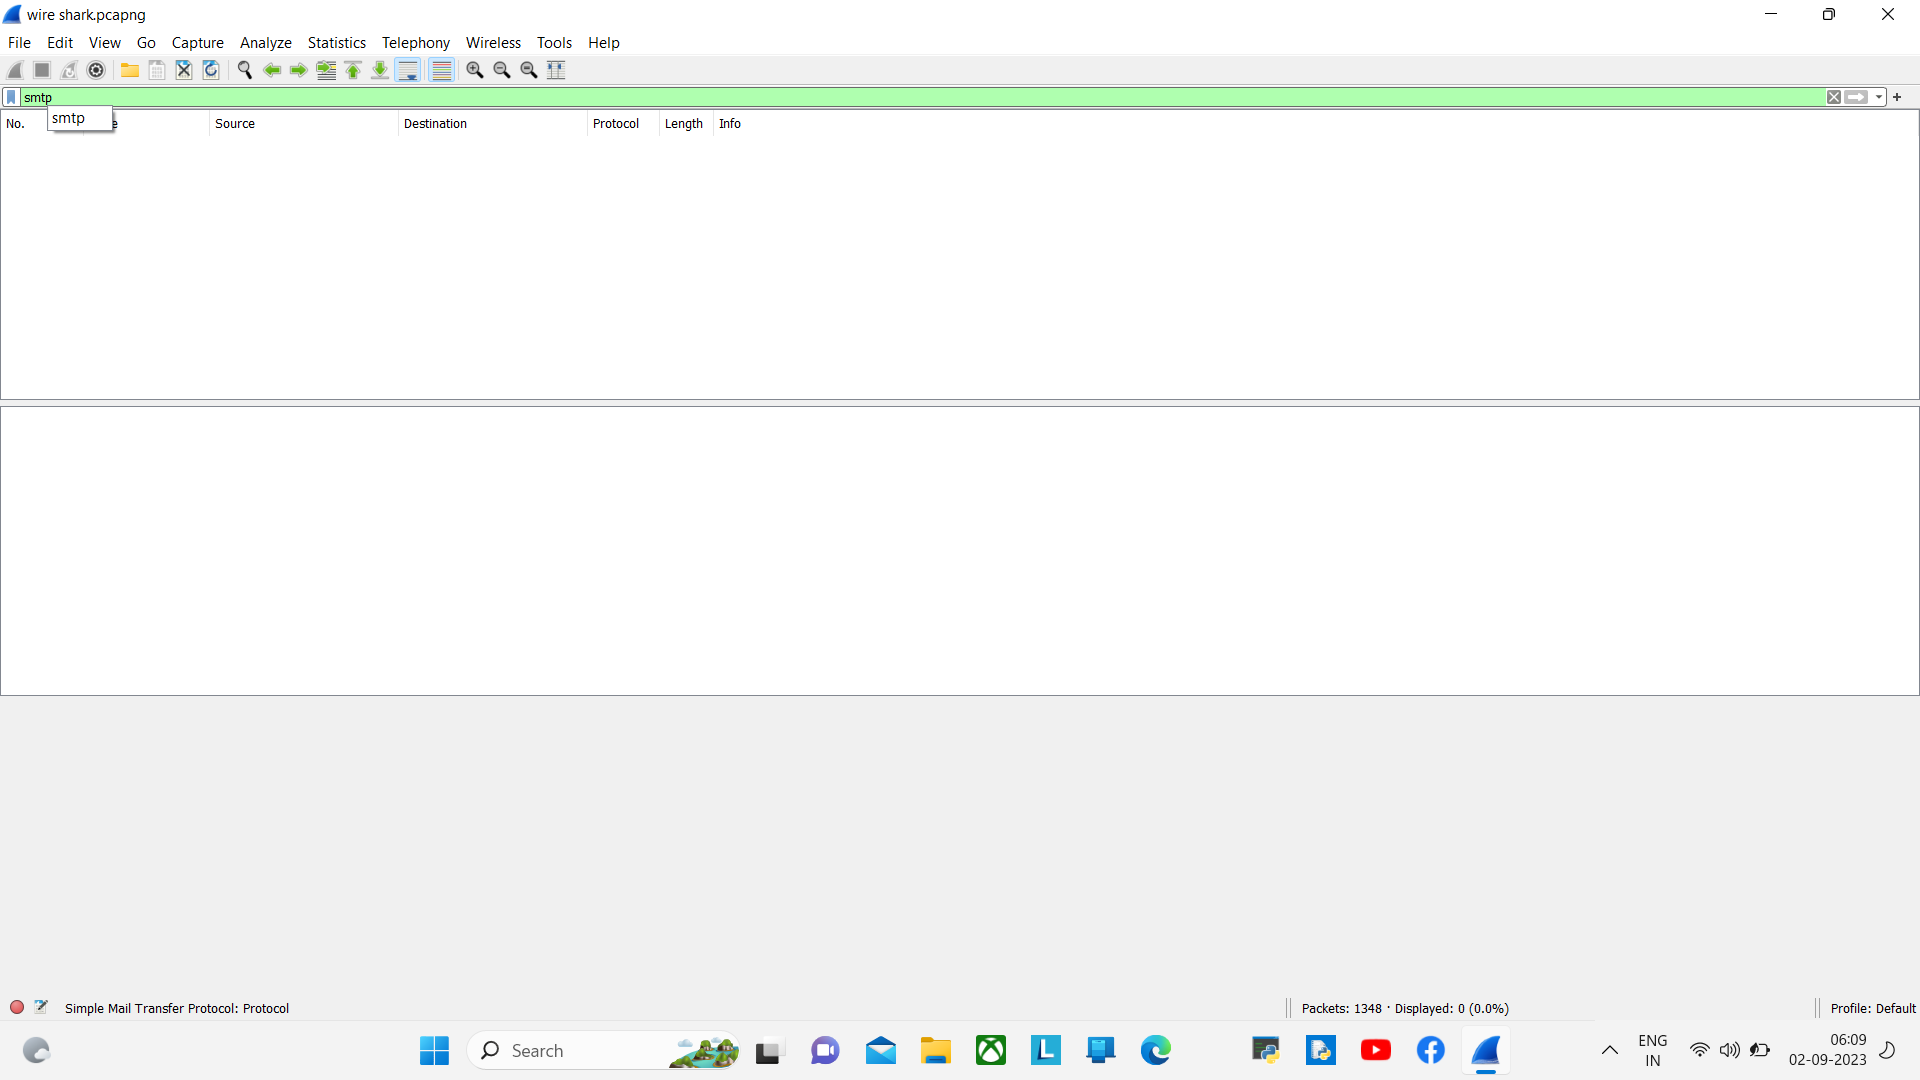 wire shark.pcapng
File Edit View Go Capture Analyze Statistics Telephony Wireless Tools Help
smtp
smtp
No. e Source Destination Protocol Length Info
Simple Mail Transfer Protocol: Protocol Packets: 1348 · Displayed: 0 (0.0%) Profile: Default
Search
L
ENG
IN
06:09
02-09-2023